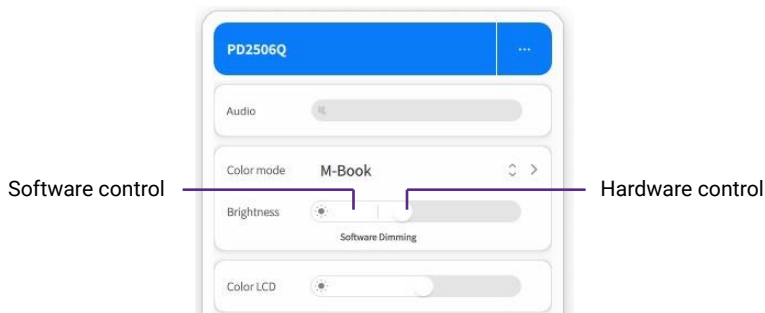 PD2506Q ...
Audio
Color mode M-Book
Software control Hardware control
Brightness
Software Dimming
Color LCD